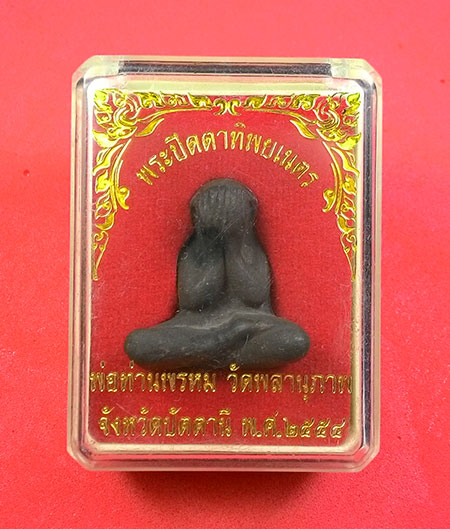 พระปิดตาทิพยเนตร
พ่อท่านพรหม วัดพลานุภาพ
จังหวัดปัตตานี พ.ศ.๒๕๕๔